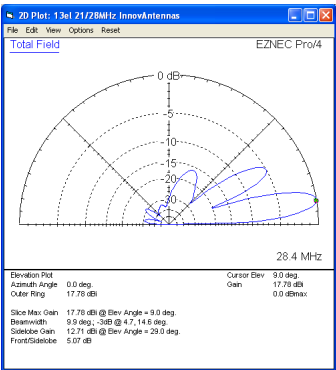 2D Plot: 13el 21/28MHz InnovAntennas
File Edit View Options Reset
Total Field EZNEC Pro/4
0 dB
-5
-10
-15
-20
-30
28.4 MHz
Elevation Plot Cursor Elev 9.0 deg.
Azimuth Angle 0.0 deg. Gain 17.78 dBi
Outer Ring 17.78 dBi 0.0 dBmax
Slice Max Gain 17.78 dBi @ Elev Angle = 9.0 deg.
Beamwidth 9.9 deg.; -3dB @ 4.7, 14.6 deg.
Sidelobe Gain 12.71 dBi @ Elev Angle = 29.0 deg.
Front/Sidelobe 5.07 dB